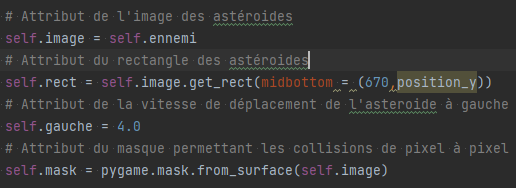 # Attribut de l'image des astéroides
self.image = self.ennemi
# Attribut du rectangle des astéroides
self.rect = self.image.get_rect(midbottom = (670,position_y))
# Attribut de la vitesse de déplacement de l'asteroide à gauche
self.gauche = 4.0
# Attribut du masque permettant les collisions de pixel à pixel
self.mask = pygame.mask.from_surface(self.image)